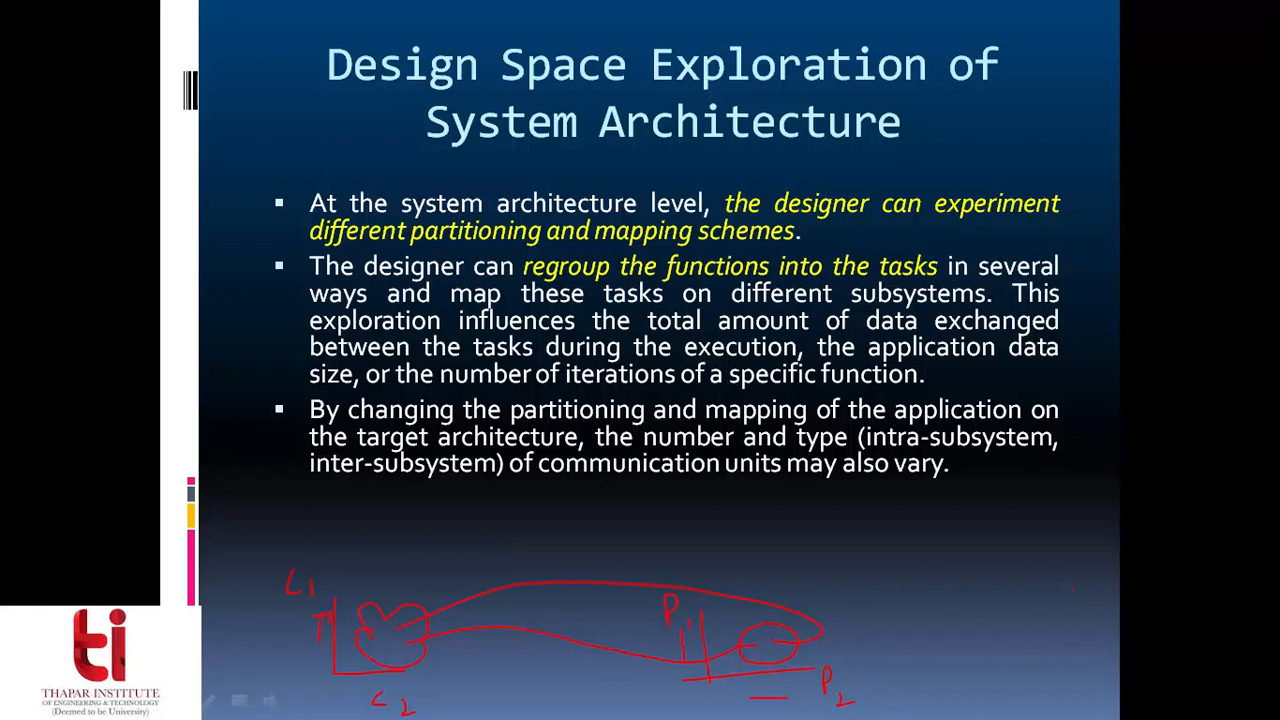 Design Space Exploration of
System Architecture
▪ At the system architecture level, the designer can experiment
different partitioning and mapping schemes.
▪ The designer can regroup the functions into the tasks in several
ways and map these tasks on different subsystems. This
exploration influences the total amount of data exchanged
between the tasks during the execution, the application data
size, or the number of iterations of a specific function.
▪ By changing the partitioning and mapping of the application on
the target architecture, the number and type (intra-subsystem,
inter-subsystem) of communication units may also vary.
L1
P1
L2
P2
ti
THAPAR INSTITUTE
OF ENGINEERING & TECHNOLOGY
(Deemed to be University)